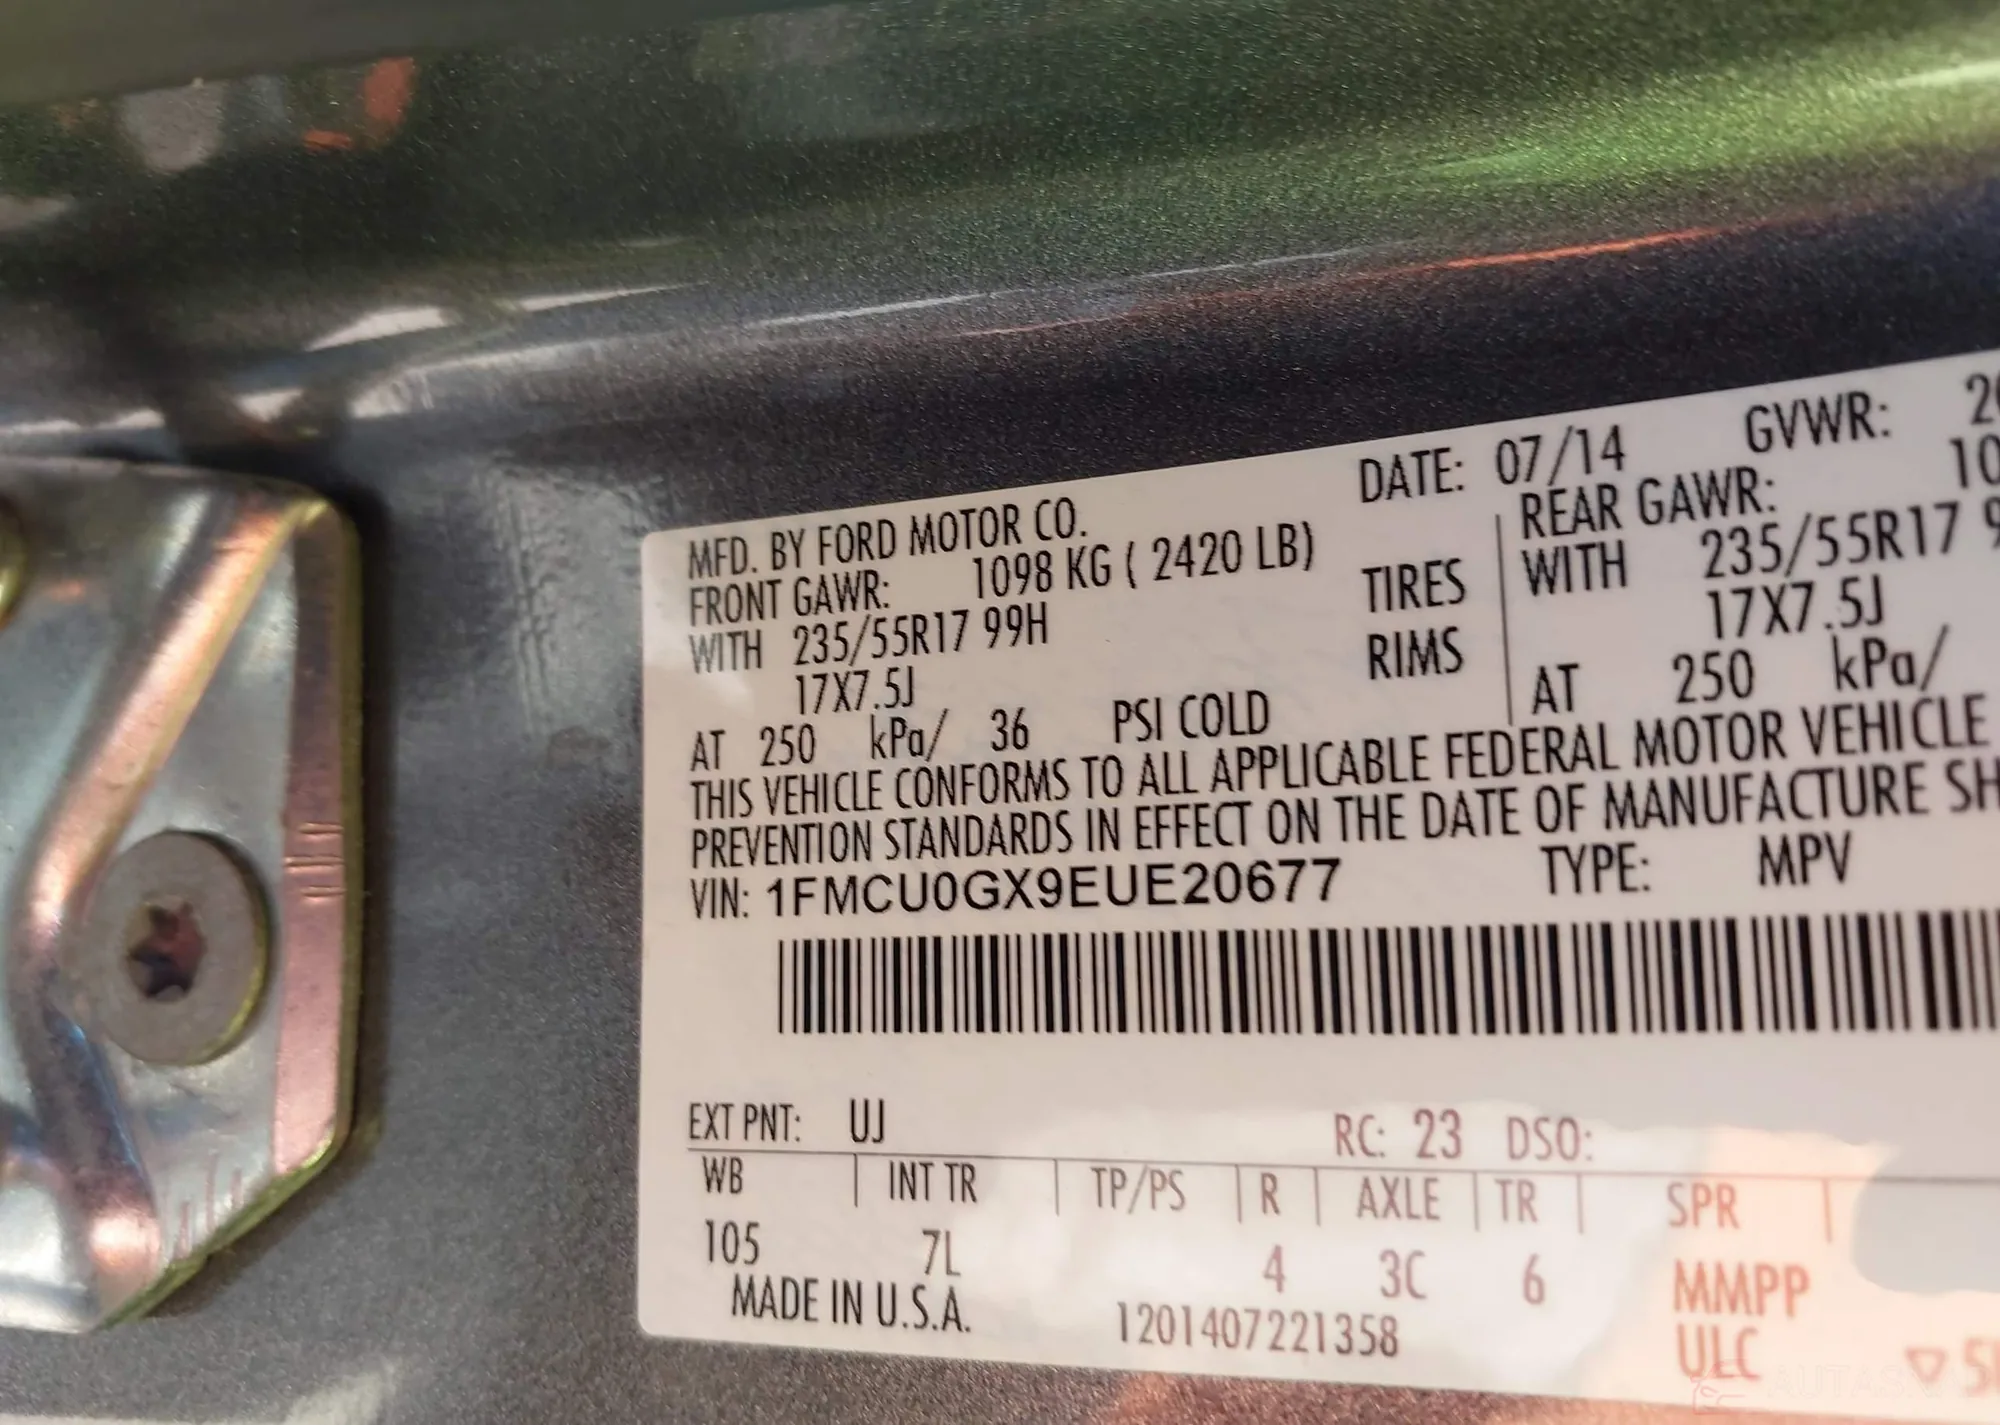 DATE: 07/14 GVWR:
MFD. BY FORD MOTOR CO.
FRONT GAWR: 1098 KG ( 2420 LB)
REAR GAWR:
WITH 235/55R17 99H TIRES WITH 235/55R17
17X7.5J RIMS 17X7.5J
AT 250 kPa/ 36 PSI COLD AT 250 kPa/
THIS VEHICLE CONFORMS TO ALL APPLICABLE FEDERAL MOTOR VEHICLE
PREVENTION STANDARDS IN EFFECT ON THE DATE OF MANUFACTURE SH
VIN: 1FMCU0GX9EUE20677 TYPE: MPV
EXT PNT: UJ RC: 23 DSO:
WB INT TR TP/PS R AXLE TR SPR
105 7L 4 3C 6 MMPP
MADE IN U.S.A. 1201407221358 ULC